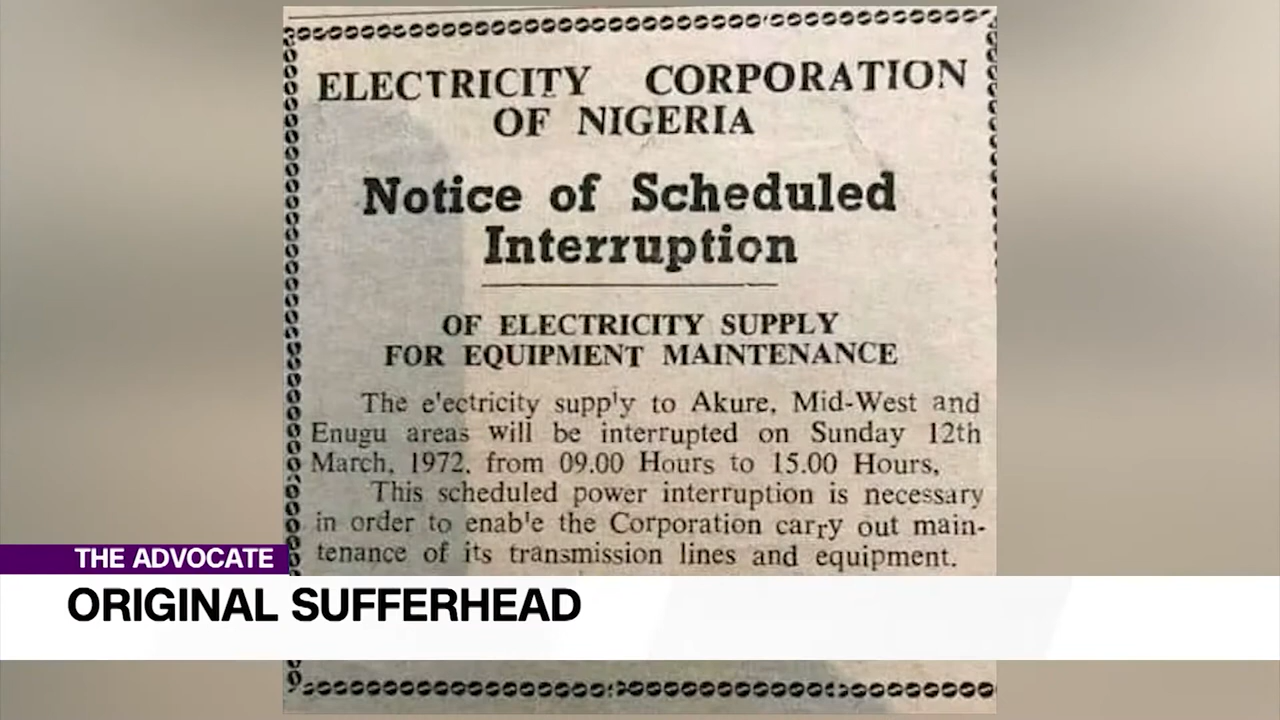 ELECTRICITY CORPORATION
OF NIGERIA
Notice of Scheduled
Interruption
OF ELECTRICITY SUPPLY
FOR EQUIPMENT MAINTENANCE
The e'ectricity supp'y to Akure, Mid-West and
Enugu areas will be interrupted on Sunday 12th
March, 1972, from 09.00 Hours to 15.00 Hours,
This scheduled power interruption is necessary
in order to enab'e the Corporation carry out main-
tenance of its transmission lines and equipment.
THE ADVOCATE
ORIGINAL SUFFERHEAD